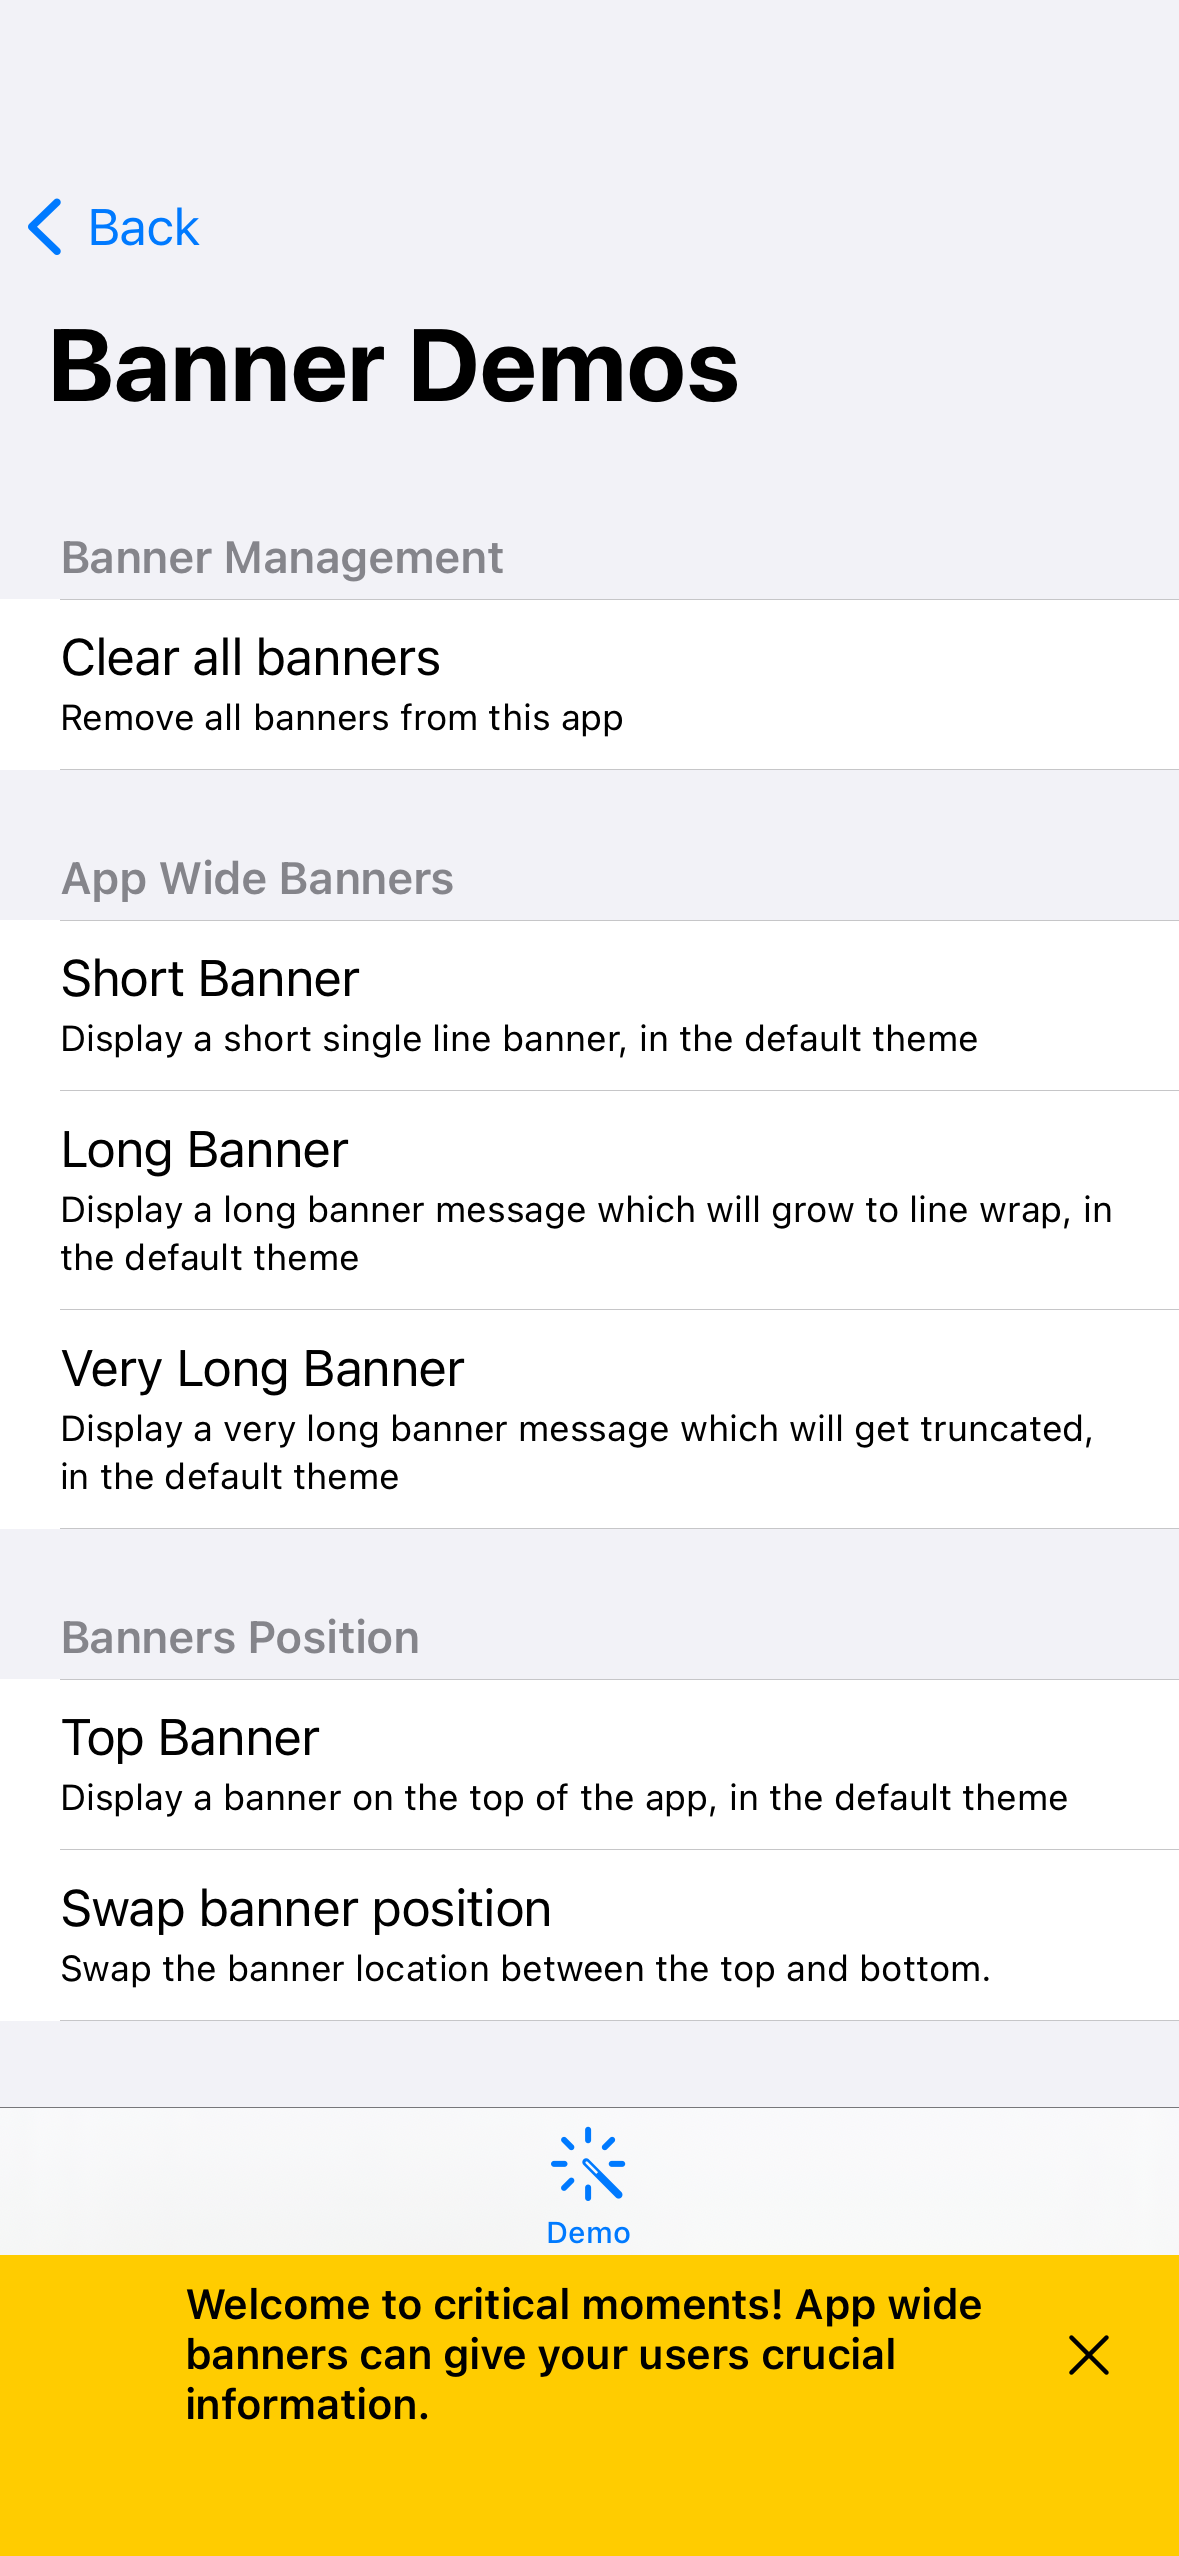 Back
Banner Demos
Banner Management
Clear all banners
Remove all banners from this app
App Wide Banners
Short Banner
Display a short single line banner, in the default theme
Long Banner
Display a long banner message which will grow to line wrap, in
the default theme
Very Long Banner
Display a very long banner message which will get truncated,
in the default theme
Banners Position
Top Banner
Display a banner on the top of the app, in the default theme
Swap banner position
Swap the banner location between the top and bottom.
Demo
Welcome to critical moments! App wide
banners can give your users crucial
information.